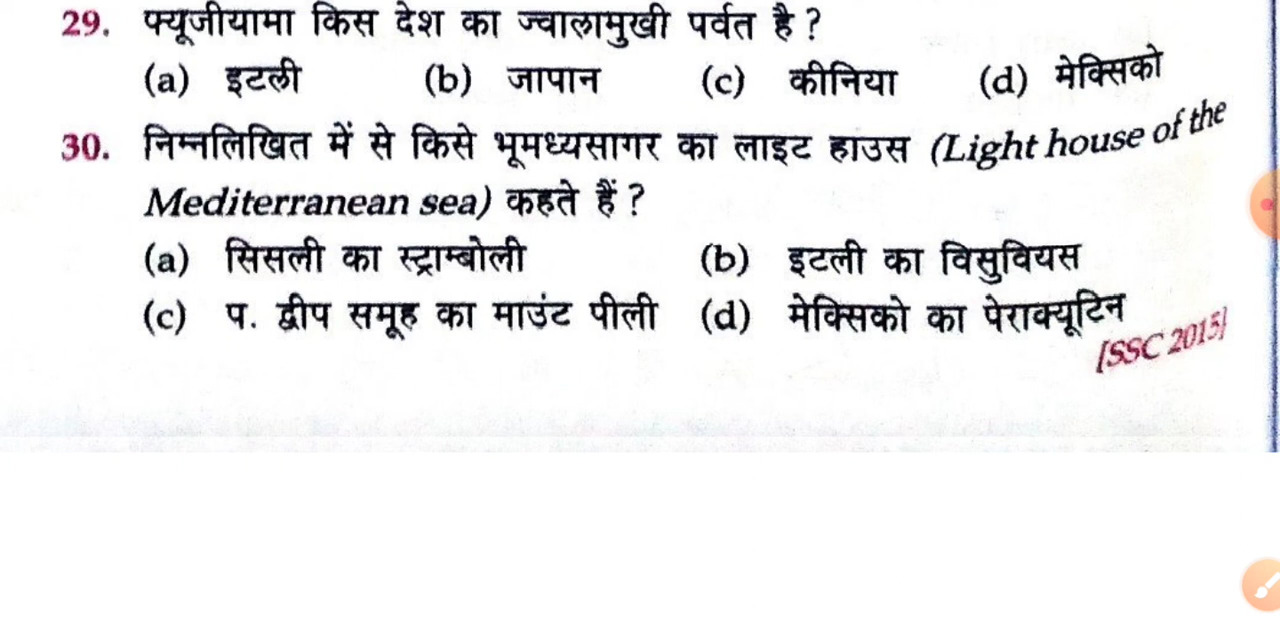 29. फ्यूजीयामा किस देश का ज्वालामुखी पर्वत है ?
(a) इटली (b) जापान (c) कीनिया (d) मेक्सिको
30. निम्नलिखित में से किसे भूमध्यसागर का लाइट हाउस (Light house of the
Mediterranean sea) कहते हैं ?
(a) सिसली का स्ट्राम्बोली (b) इटली का विसुवियस
(c) प. द्वीप समूह का माउंट पीली (d) मेक्सिको का पेराक्यूटिन
[SSC 2015]